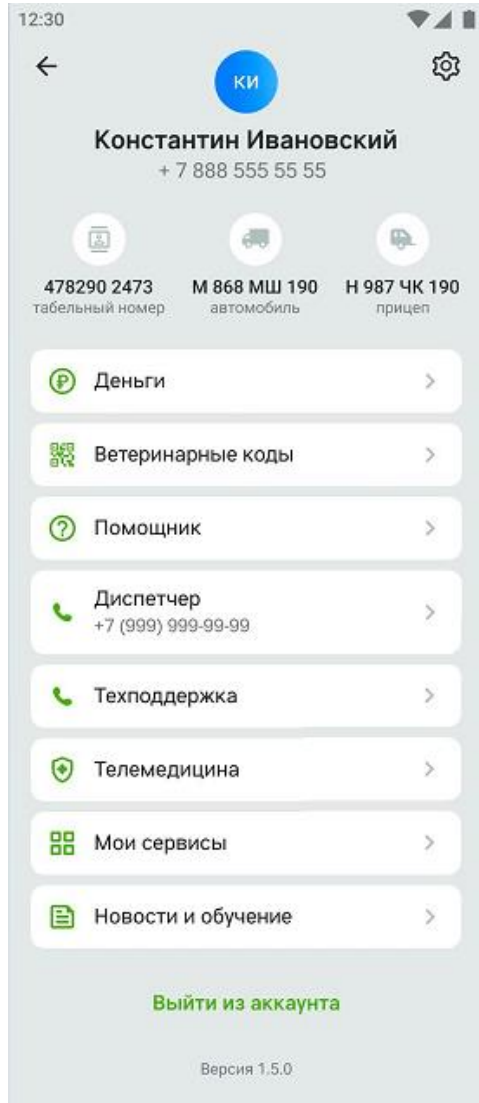 12:30
КИ
Константин Ивановский
+ 7 888 555 55 55
478290 2473
М 868 МШ 190
Н 987 ЧК 190
табельный номер
автомобиль
прицеп
Деньги
Ветеринарные коды
Помощник
Диспетчер
+7 (999) 999-99-99
Техподдержка
Телемедицина
Мои сервисы
Новости и обучение
Выйти из аккаунта
Версия 1.5.0